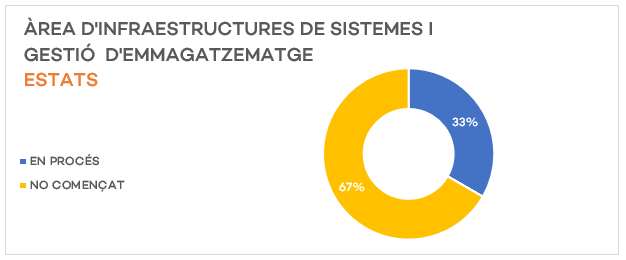 ÀREA D'INFRAESTRUCTURES DE SISTEMES I
GESTIÓ D'EMMAGATZEMATGE
ESTATS
33%
EN PROCÉS
NO COMENÇAT
67%